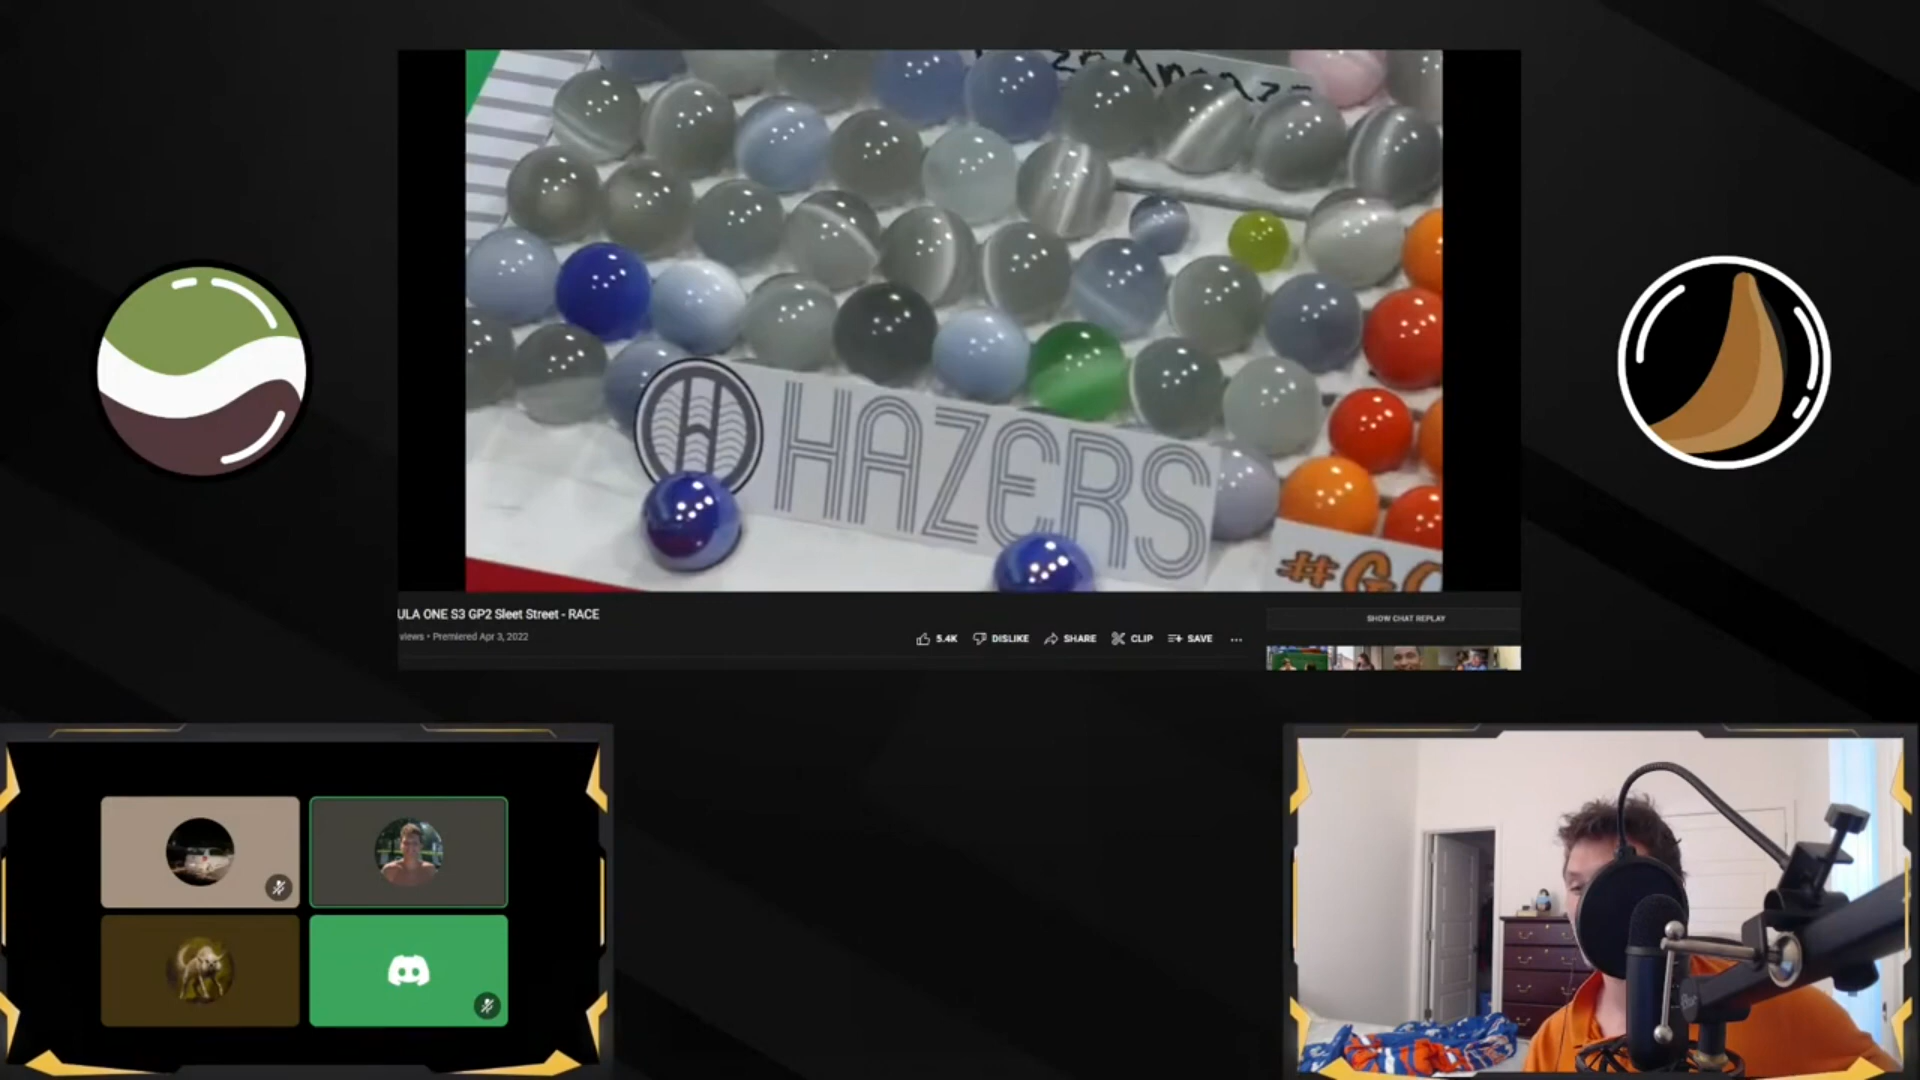 HAZERS
#GO
ULA ONE S3 GP2 Sleet Street - RACE
views • Premiered Apr 3, 2022
5.4K DISLIKE SHARE CLIP SAVE
SHOW CHAT REPLAY